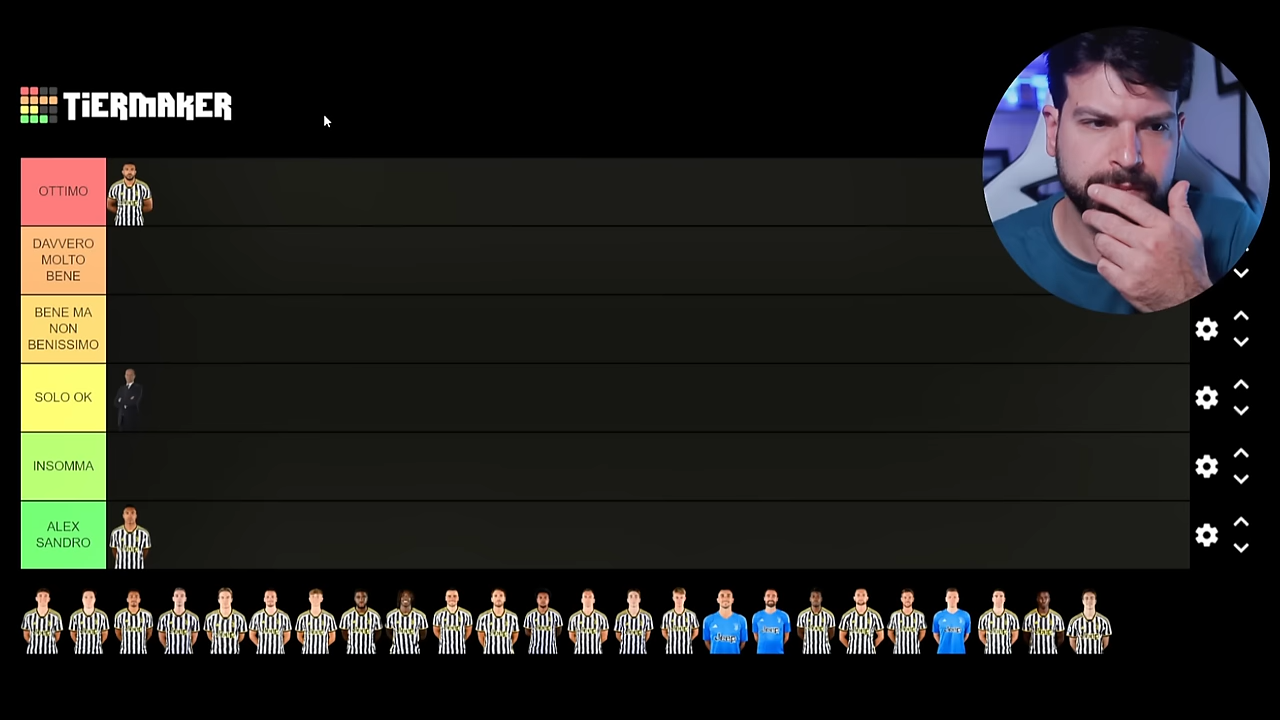 TiERMAKER
OTTIMO
DAVVERO
MOLTO
BENE
BENE MA
NON
BENISSIMO
SOLO OK
INSOMMA
ALEX
SANDRO